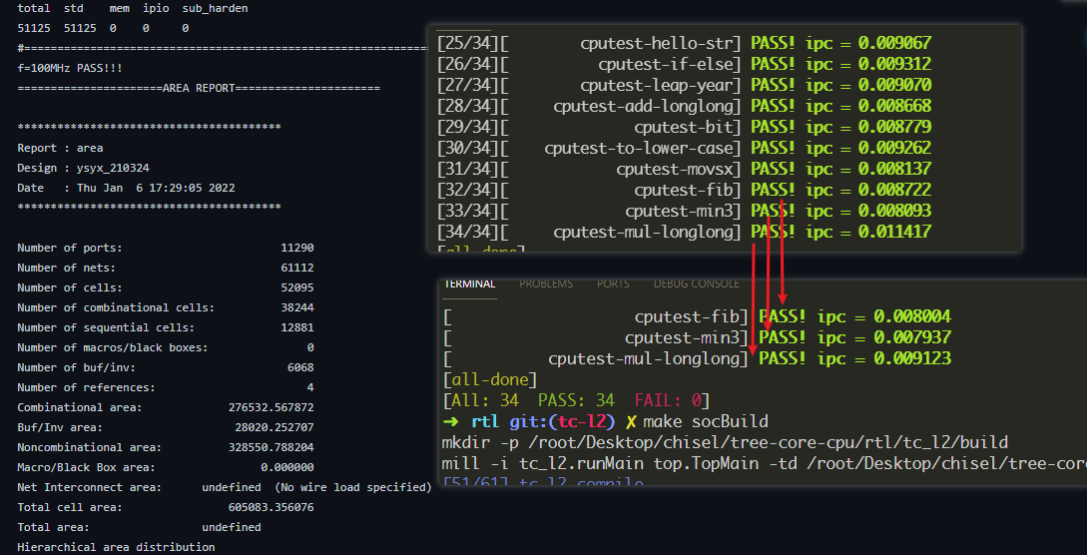 total  std    mem  ipio  sub_harden
51125  51125  0    0     0
#=============================================================
f=100MHz PASS!!!
======================AREA REPORT======================
****************************************
Report : area
Design : ysyx_210324
Date   : Thu Jan  6 17:29:05 2022
****************************************
Number of ports:                        11290
Number of nets:                         61112
Number of cells:                        52095
Number of combinational cells:          38244
Number of sequential cells:             12881
Number of macros/black boxes:               0
Number of buf/inv:                       6068
Number of references:                       4
Combinational area:             276532.567872
Buf/Inv area:                    28020.252707
Noncombinational area:          328550.788204
Macro/Black Box area:                0.000000
Net Interconnect area:      undefined  (No wire load specified)
Total cell area:                605083.356076
Total area:                 undefined
Hierarchical area distribution
[25/34][       cputest-hello-str] PASS! ipc = 0.009067
[26/34][         cputest-if-else] PASS! ipc = 0.009312
[27/34][       cputest-leap-year] PASS! ipc = 0.009070
[28/34][    cputest-add-longlong] PASS! ipc = 0.008668
[29/34][             cputest-bit] PASS! ipc = 0.008779
[30/34][   cputest-to-lower-case] PASS! ipc = 0.009262
[31/34][           cputest-movsx] PASS! ipc = 0.008137
[32/34][             cputest-fib] PASS! ipc = 0.008722
[33/34][            cputest-min3] PASS! ipc = 0.008093
[34/34][    cputest-mul-longlong] PASS! ipc = 0.011417
[all-done]
TERMINAL   PROBLEMS   PORTS   DEBUG CONSOLE
[                    cputest-fib] PASS! ipc = 0.008004
[                   cputest-min3] PASS! ipc = 0.007937
[           cputest-mul-longlong] PASS! ipc = 0.009123
[all-done]
[All: 34  PASS: 34  FAIL: 0]
➜  rtl git:(tc-l2) ✗ make socBuild
mkdir -p /root/Desktop/chisel/tree-core-cpu/rtl/tc_l2/build
mill -i tc_l2.runMain top.TopMain -td /root/Desktop/chisel/tree-core
[51/61] tc_l2.compile